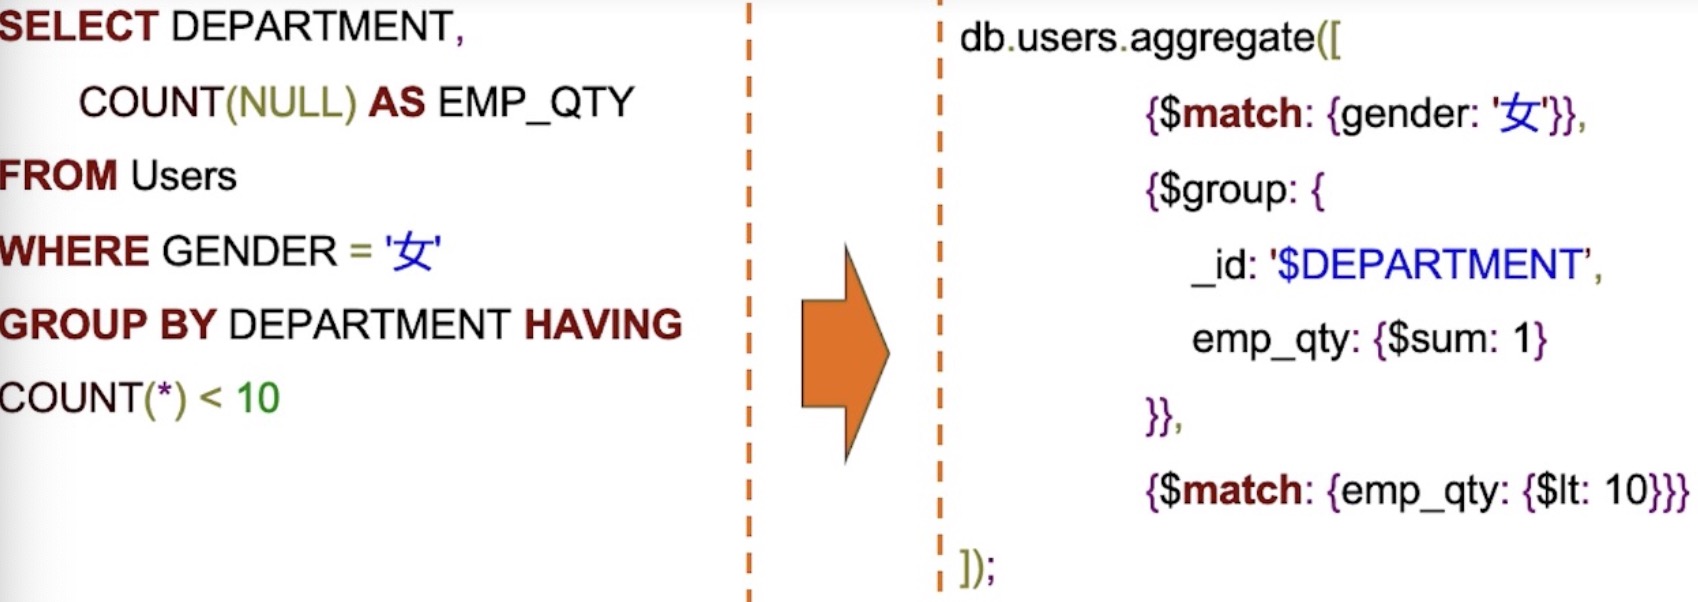 SELECT DEPARTMENT,
COUNT(NULL) AS EMP_QTY
FROM Users
WHERE GENDER = '女'
GROUP BY DEPARTMENT HAVING
COUNT(*) < 10
db.users.aggregate([
{$match: {gender: '女'}},
{$group: {
_id: '$DEPARTMENT',
emp_qty: {$sum: 1}
}},
{$match: {emp_qty: {$lt: 10}}}
]);